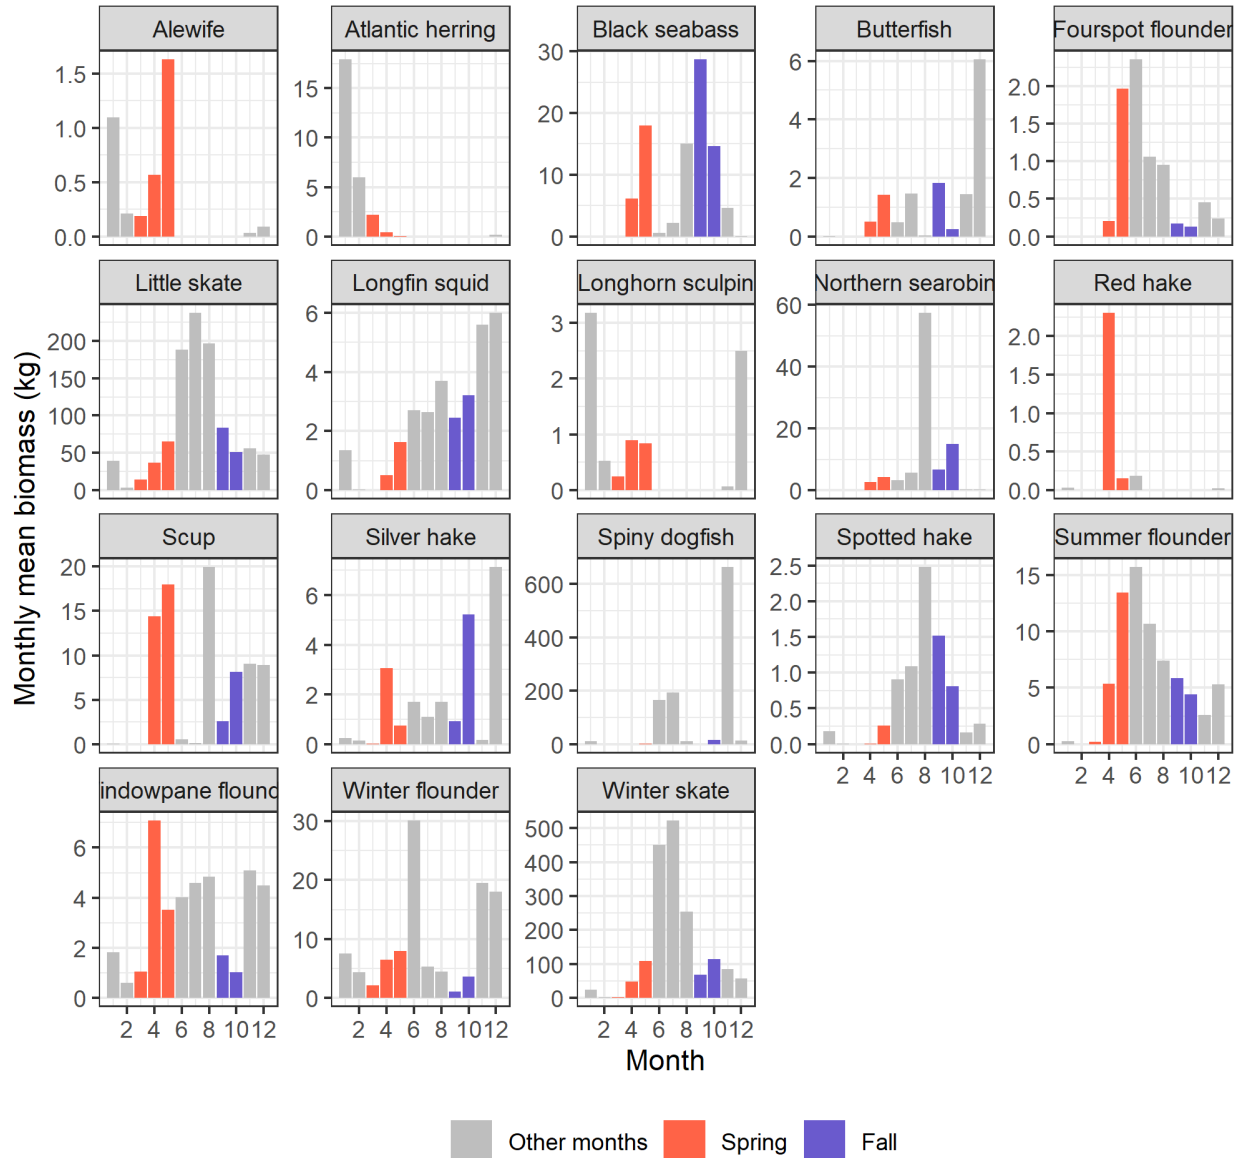 Alewife
Atlantic herring
Black seabass
Butterfish
Fourspot flounder
1.5
1.0
0.5
0.0
15
10
5
0
30
20
10
0
6
4
2
0
2.0
1.5
1.0
0.5
0.0
Little skate
Longfin squid
Longhorn sculpin
Northern searobin
Red hake
200
150
100
50
0
6
4
2
0
3
2
1
0
60
40
20
0
2.0
1.5
1.0
0.5
0.0
Monthly mean biomass (kg)
Scup
Silver hake
Spiny dogfish
Spotted hake
Summer flounder
20
15
10
5
0
6
4
2
0
600
400
200
0
2.5
2.0
1.5
1.0
0.5
0.0
15
10
5
0
2 4 6 8 10 12
2 4 6 8 10 12
indowpane flound
Winter flounder
Winter skate
6
4
2
0
30
20
10
0
500
400
300
200
100
0
2 4 6 8 10 12
2 4 6 8 10 12
2 4 6 8 10 12
Month
Other months
Spring
Fall